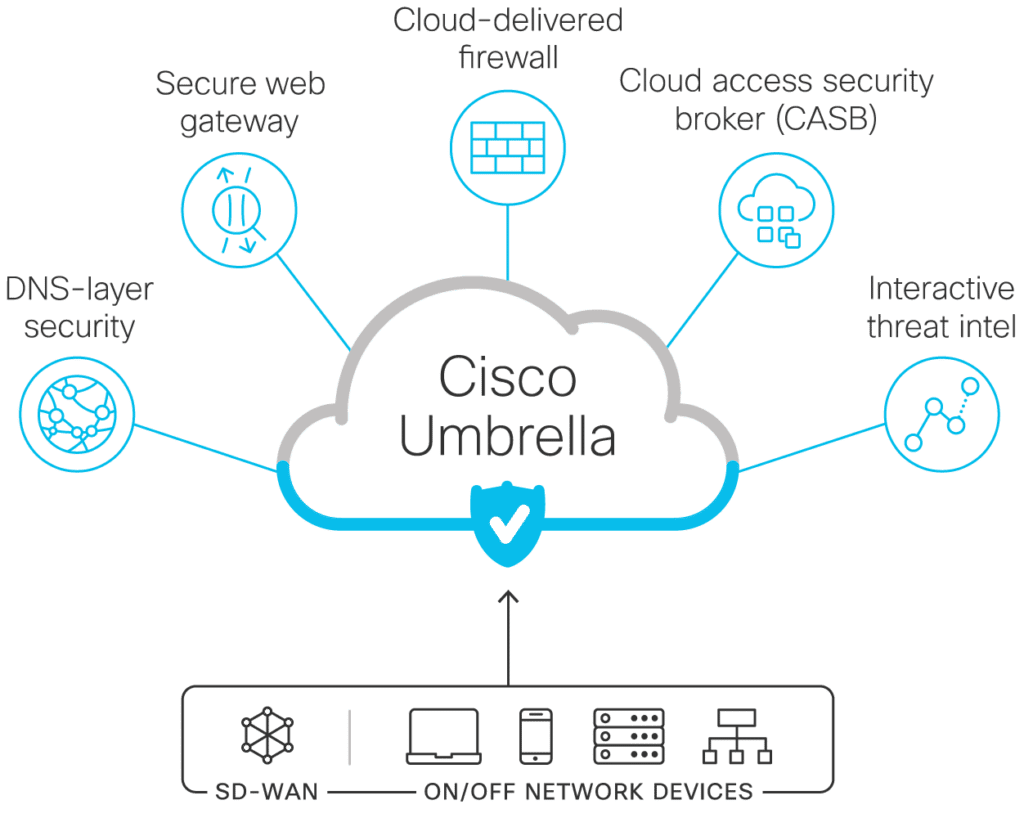 Cloud-delivered
firewall
Secure web
gateway
Cloud access security
broker (CASB)
DNS-layer
security
Interactive
threat intel
Cisco
Umbrella
SD-WAN
ON/OFF NETWORK DEVICES